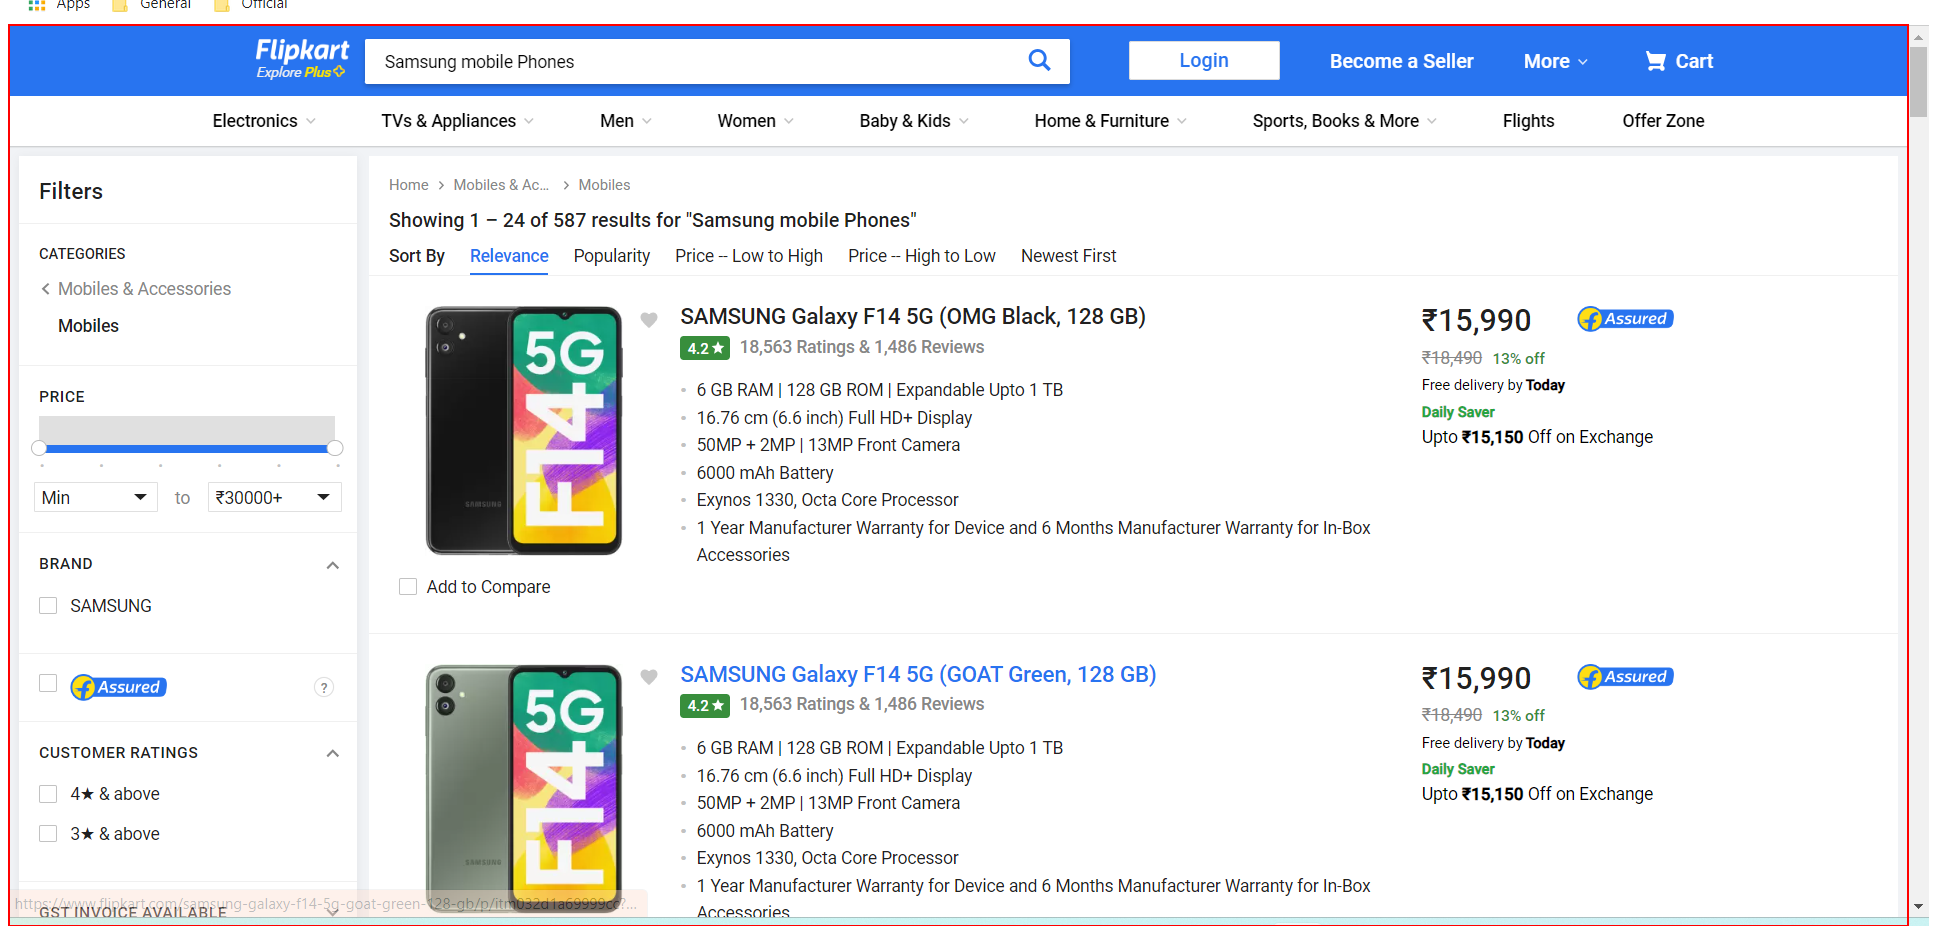 Apps General Official
Flipkart
Explore Plus
Samsung mobile Phones
Login
Become a Seller
More
Cart
Electronics
TVs & Appliances
Men
Women
Baby & Kids
Home & Furniture
Sports, Books & More
Flights
Offer Zone
Filters
CATEGORIES
Mobiles & Accessories
Mobiles
PRICE
Min to ₹30000+
BRAND
SAMSUNG
Assured
?
CUSTOMER RATINGS
4★ & above
3★ & above
GST INVOICE AVAILABLE
Home > Mobiles & Ac... > Mobiles
Showing 1 – 24 of 587 results for "Samsung mobile Phones"
Sort By Relevance Popularity Price -- Low to High Price -- High to Low Newest First
5G
F14
SAMSUNG
Add to Compare
SAMSUNG Galaxy F14 5G (OMG Black, 128 GB)
4.2★ 18,563 Ratings & 1,486 Reviews
6 GB RAM | 128 GB ROM | Expandable Upto 1 TB
16.76 cm (6.6 inch) Full HD+ Display
50MP + 2MP | 13MP Front Camera
6000 mAh Battery
Exynos 1330, Octa Core Processor
1 Year Manufacturer Warranty for Device and 6 Months Manufacturer Warranty for In-Box
Accessories
₹15,990
Assured
₹18,490 13% off
Free delivery by Today
Daily Saver
Upto ₹15,150 Off on Exchange
5G
F14
SAMSUNG
SAMSUNG Galaxy F14 5G (GOAT Green, 128 GB)
4.2★ 18,563 Ratings & 1,486 Reviews
6 GB RAM | 128 GB ROM | Expandable Upto 1 TB
16.76 cm (6.6 inch) Full HD+ Display
50MP + 2MP | 13MP Front Camera
6000 mAh Battery
Exynos 1330, Octa Core Processor
1 Year Manufacturer Warranty for Device and 6 Months Manufacturer Warranty for In-Box
Accessories
₹15,990
Assured
₹18,490 13% off
Free delivery by Today
Daily Saver
Upto ₹15,150 Off on Exchange
https://www.flipkart.com/samsung-galaxy-f14-5g-goat-green-128-gb/p/itm032d1a69999cc?...